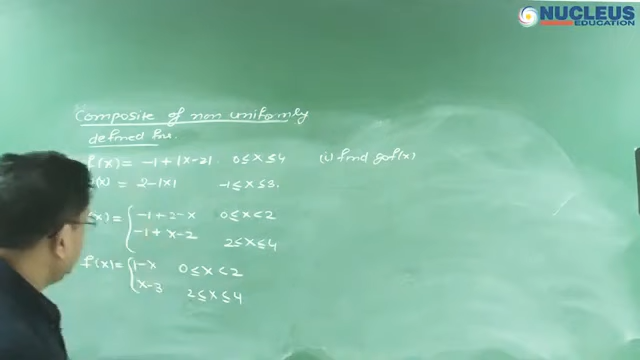 NUCLEUS
EDUCATION
Composite of non uniformly
defined fns.
f(x) = -1 + |x-2|. 0 ≤ x ≤ 4 (i) find gof(x)
(x) = 2 - |x| -1 ≤ x ≤ 3.
(x) = { -1 + 2 - x 0 ≤ x < 2
-1 + x - 2 2 ≤ x ≤ 4
f(x) = { 1 - x 0 ≤ x < 2
x - 3 2 ≤ x ≤ 4